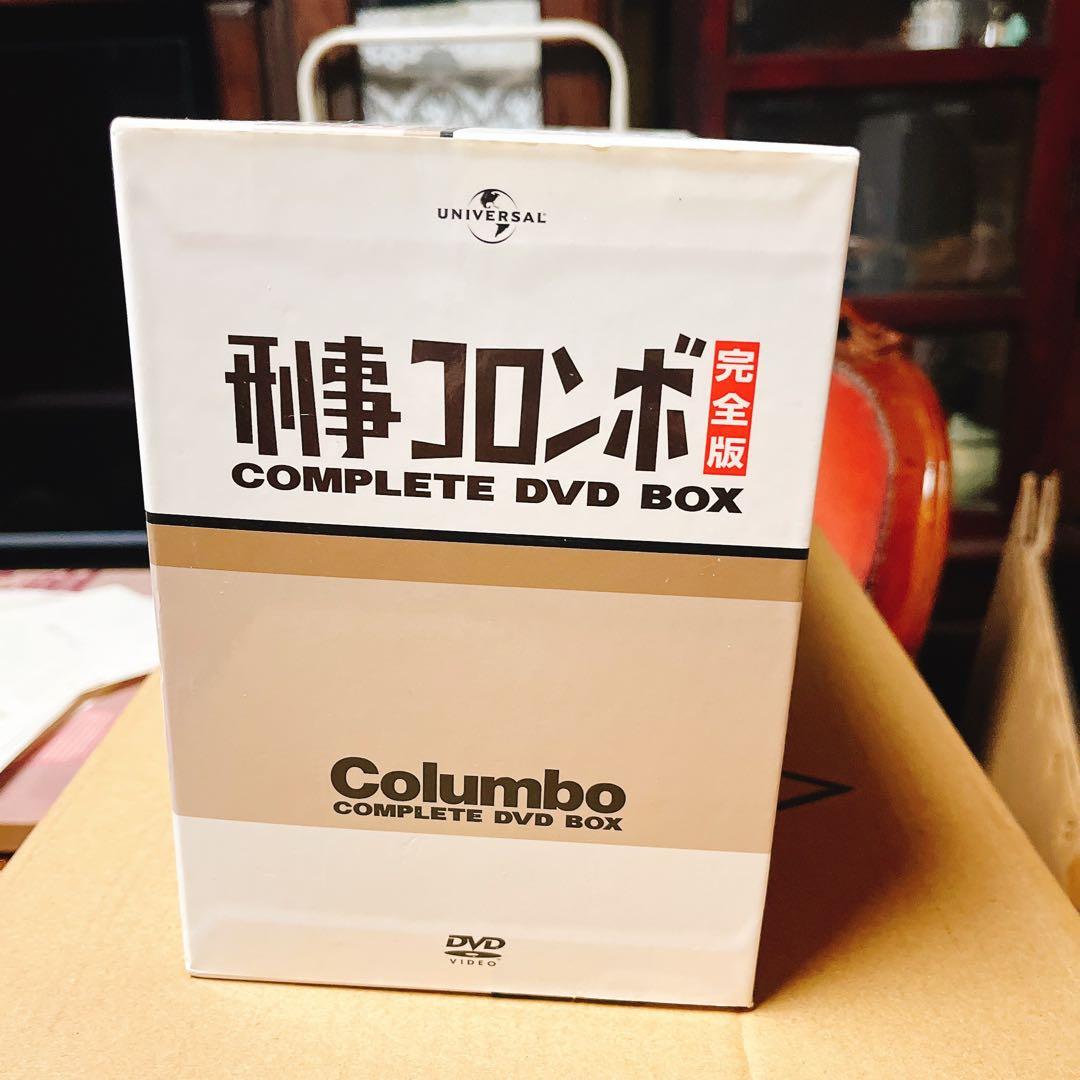 UNIVERSAL
刑事コロンボ 完全版
COMPLETE DVD BOX
Columbo
COMPLETE DVD BOX
DVD
VIDEO